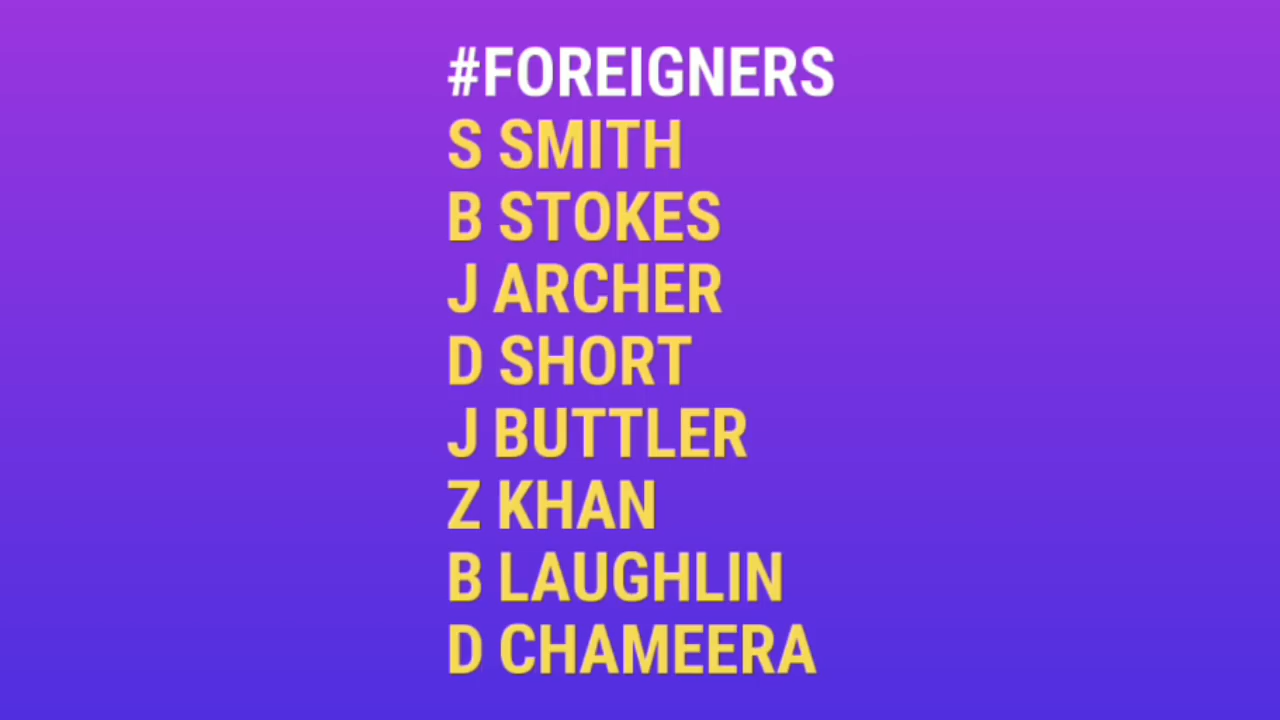 #FOREIGNERS
S SMITH
B STOKES
J ARCHER
D SHORT
J BUTTLER
Z KHAN
B LAUGHLIN
D CHAMEERA